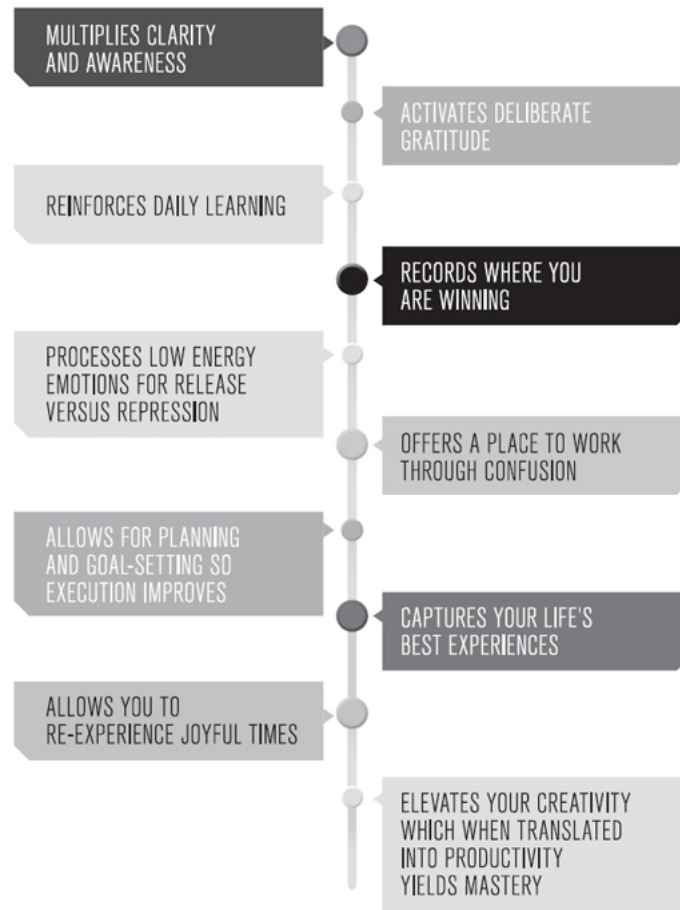 MULTIPLIES CLARITY
AND AWARENESS
ACTIVATES DELIBERATE
GRATITUDE
REINFORCES DAILY LEARNING
RECORDS WHERE YOU
ARE WINNING
PROCESSES LOW ENERGY
EMOTIONS FOR RELEASE
VERSUS REPRESSION
OFFERS A PLACE TO WORK
THROUGH CONFUSION
ALLOWS FOR PLANNING
AND GOAL-SETTING SO
EXECUTION IMPROVES
CAPTURES YOUR LIFE'S
BEST EXPERIENCES
ALLOWS YOU TO
RE-EXPERIENCE JOYFUL TIMES
ELEVATES YOUR CREATIVITY
WHICH WHEN TRANSLATED
INTO PRODUCTIVITY
YIELDS MASTERY